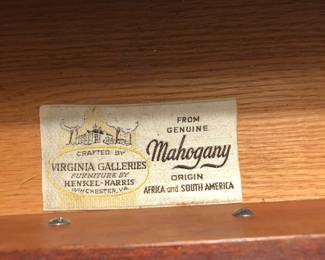 CRAFTED BY
VIRGINIA GALLERIES
FURNITURE BY
HENKEL-HARRIS
WINCHESTER, VA.
FROM
GENUINE
Mahogany
ORIGIN
AFRICA and SOUTH AMERICA